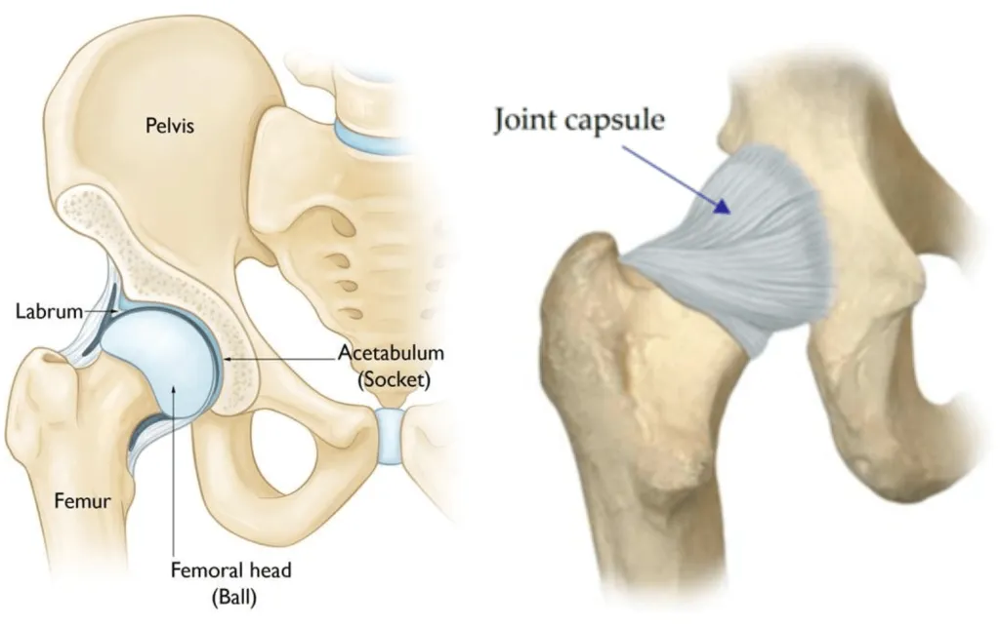 Pelvis
Labrum
Acetabulum
(Socket)
Femur
Femoral head
(Ball)
Joint capsule